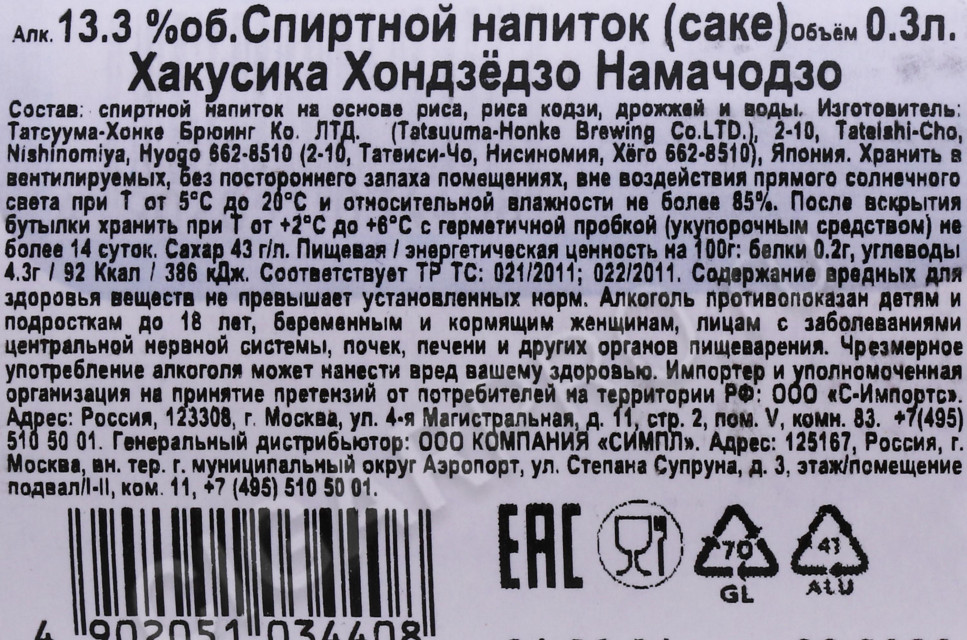 Алк. 13.3 %об. Спиртной напиток (саке) Объём 0.3л.
Хакусика Хондзёдзо Намачодзо
Состав: спиртной напиток на основе риса, риса кодзи, дрожжей и воды. Изготовитель:
Татсуума-Хонке Брюинг Ко. ЛТД. (Tatsuuma-Honke Brewing Co.LTD.), 2-10, Tateishi-Cho,
Nishinomiya, Hyogo 662-8510 (2-10, Татеиси-Чо, Нисиномия, Хёго 662-8510), Япония. Хранить в
вентилируемых, без постороннего запаха помещениях, вне воздействия прямого солнечного
света при Т от 5°С до 20°С и относительной влажности не более 85%. После вскрытия
бутылки хранить при Т от +2°С до +6°С с герметичной пробкой (укупорочным средством) не
более 14 суток. Сахар 43 г/л. Пищевая / энергетическая ценность на 100г: белки 0.2г, углеводы
4.3г / 92 Ккал / 386 кДж. Соответствует ТР ТС: 021/2011; 022/2011. Содержание вредных для
здоровья веществ не превышает установленных норм. Алкоголь противопоказан детям и
подросткам до 18 лет, беременным и кормящим женщинам, лицам с заболеваниями
центральной нервной системы, почек, печени и других органов пищеварения. Чрезмерное
употребление алкоголя может нанести вред вашему здоровью. Импортер и уполномоченная
организация на принятие претензий от потребителей на территории РФ: ООО «С-Импортс».
Адрес: Россия, 123308, г. Москва, ул. 4-я Магистральная, д. 11, стр. 2, пом. V, комн. 83. +7(495)
510 50 01. Генеральный дистрибьютор: ООО КОМПАНИЯ «СИМПЛ». Адрес: 125167, Россия, г.
Москва, вн. тер. г. муниципальный округ Аэропорт, ул. Степана Супруна, д. 3, этаж/помещение
подвал/I-II, ком. 11, +7 (495) 510 50 01.
EAC
70
GL
41
ALU
4 902051 034408